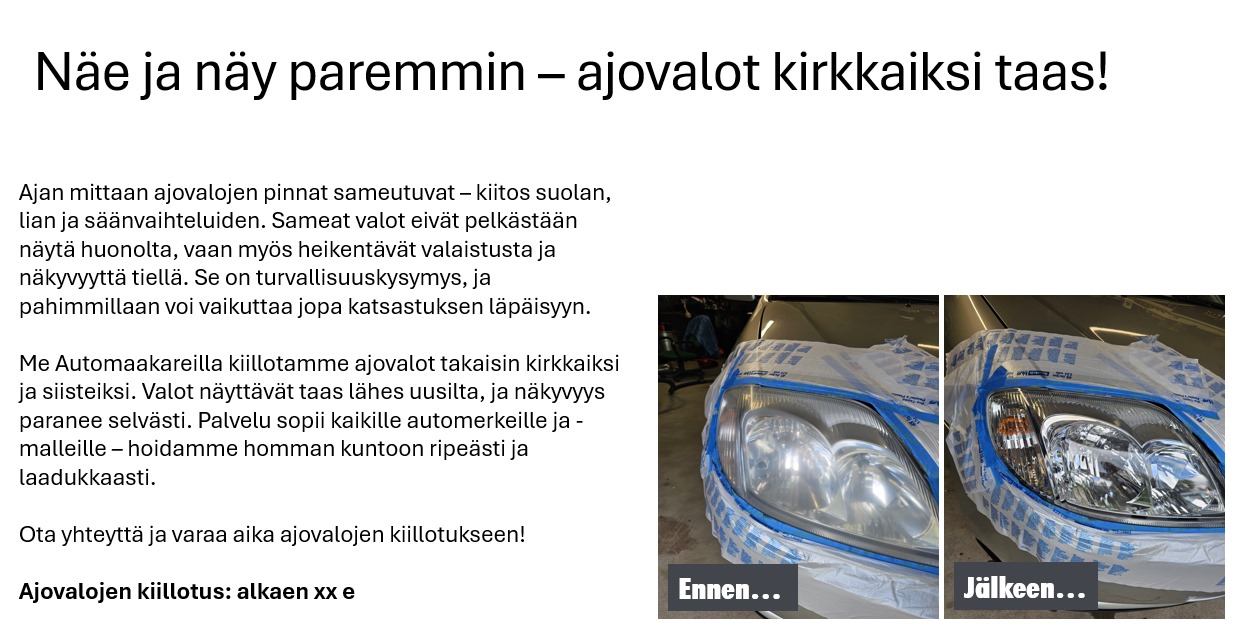 Näe ja näy paremmin – ajovalot kirkkaiksi taas!
Ajan mittaan ajovalojen pinnat sameutuvat – kiitos suolan,
lian ja säänvaihteluiden. Sameat valot eivät pelkästään
näytä huonolta, vaan myös heikentävät valaistusta ja
näkyvyyttä tiellä. Se on turvallisuuskysymys, ja
pahimmillaan voi vaikuttaa jopa katsastuksen läpäisyyn.
Me Automaakareilla kiillotamme ajovalot takaisin kirkkaiksi
ja siisteiksi. Valot näyttävät taas lähes uusilta, ja näkyvyys
paranee selvästi. Palvelu sopii kaikille automerkeille ja -
malleille – hoidamme homman kuntoon ripeästi ja
laadukkaasti.
Ota yhteyttä ja varaa aika ajovalojen kiillotukseen!
Ajovalojen kiillotus: alkaen xx e
Ennen...
Jälkeen...